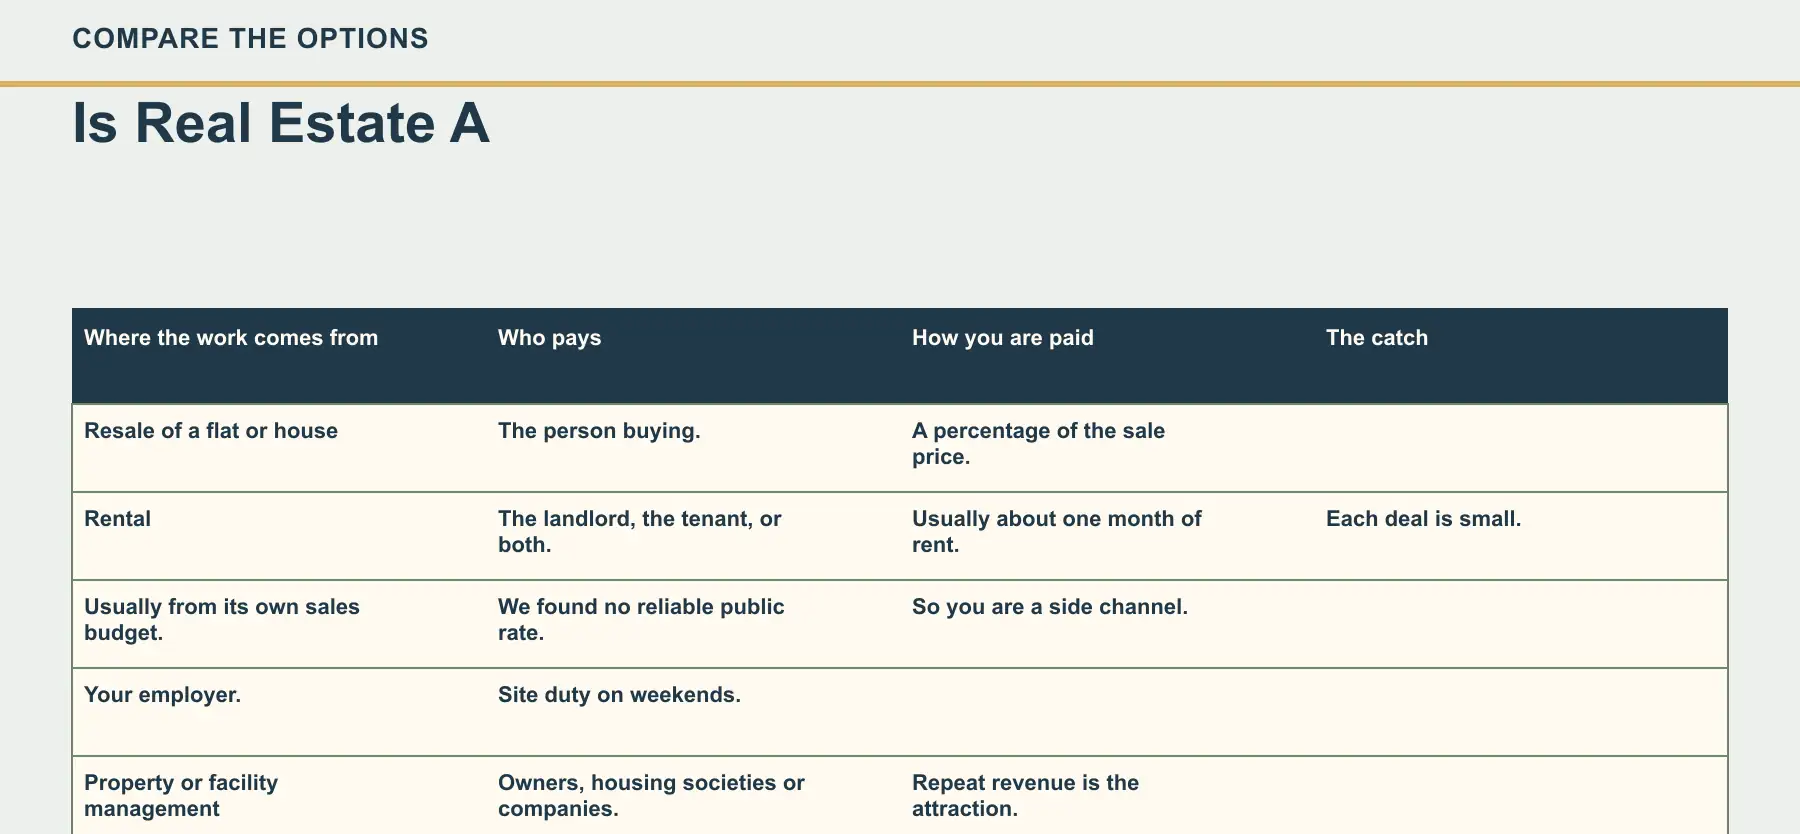 COMPARE THE OPTIONS
Is Real Estate A
Where the work comes from Who pays How you are paid The catch
Resale of a flat or house The person buying. A percentage of the sale
price.
Rental The landlord, the tenant, or Usually about one month of Each deal is small.
both. rent.
Usually from its own sales We found no reliable public So you are a side channel.
budget. rate.
Your employer. Site duty on weekends.
Property or facility Owners, housing societies or Repeat revenue is the
management companies. attraction.